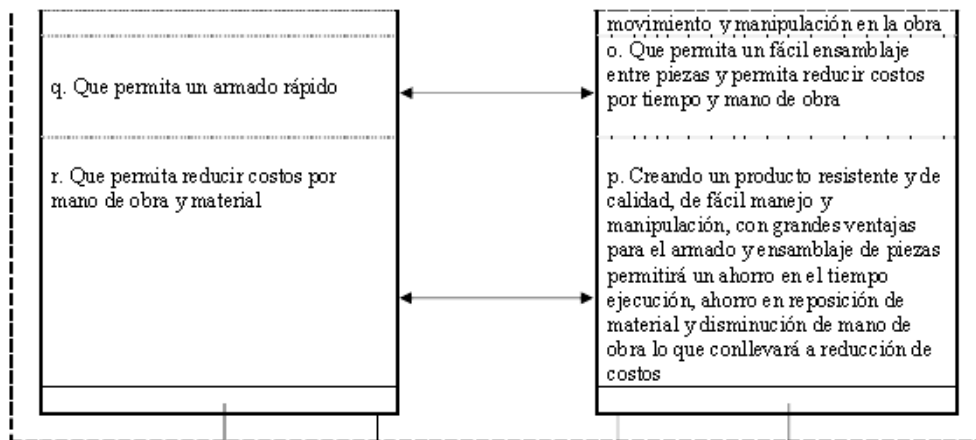 q. Que permita un armado rápido
r. Que permita reducir costos por
mano de obra y material
movimiento y manipulación en la obra
o. Que permita un fácil ensamblaje
entre piezas y permita reducir costos
por tiempo y mano de obra
p. Creando un producto resistente y de
calidad, de fácil manejo y
manipulación, con grandes ventajas
para el armado y ensamblaje de piezas
permitirá un ahorro en el tiempo
ejecución, ahorro en reposición de
material y disminución de mano de
obra lo que conllevará a reducción de
costos